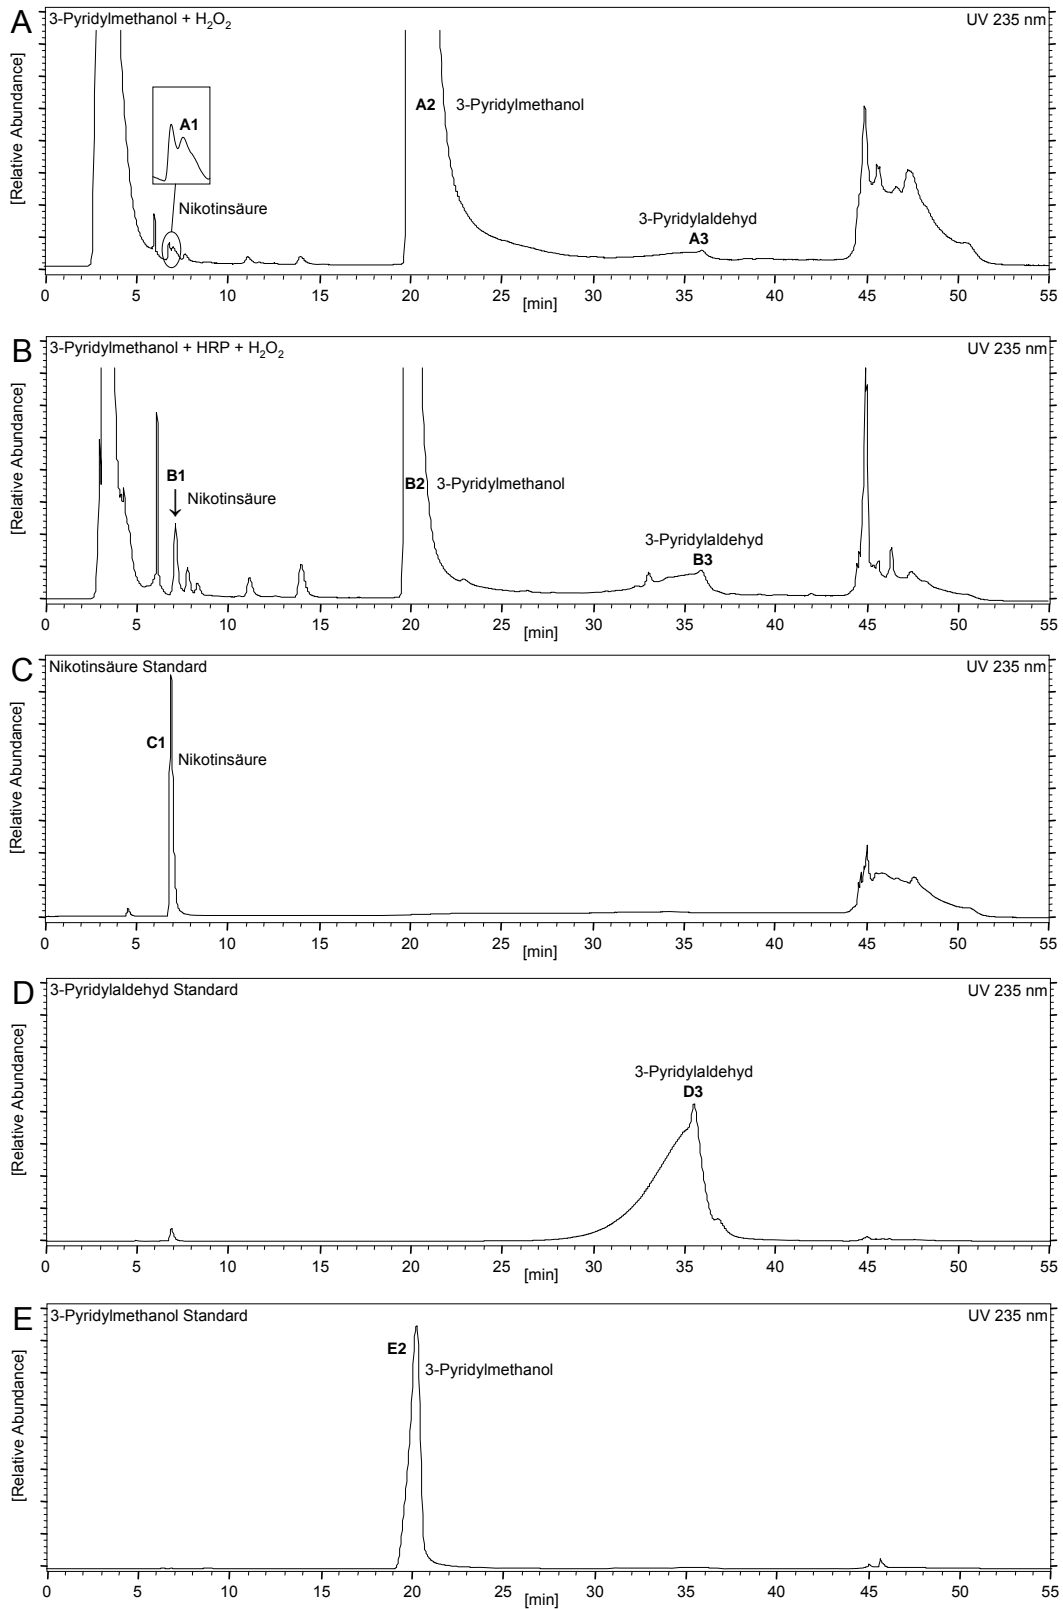 A
3-Pyridylmethanol + H₂O₂
UV 235 nm
[Relative Abundance]
A1
Nikotinsäure
A2 3-Pyridylmethanol
3-Pyridylaldehyd
A3
0 5 10 15 20 25 30 35 40 45 50 55
[min]
B
3-Pyridylmethanol + HRP + H₂O₂
UV 235 nm
[Relative Abundance]
B1
Nikotinsäure
B2 3-Pyridylmethanol
3-Pyridylaldehyd
B3
0 5 10 15 20 25 30 35 40 45 50 55
[min]
C
Nikotinsäure Standard
UV 235 nm
[Relative Abundance]
C1
Nikotinsäure
0 5 10 15 20 25 30 35 40 45 50 55
[min]
D
3-Pyridylaldehyd Standard
UV 235 nm
[Relative Abundance]
3-Pyridylaldehyd
D3
0 5 10 15 20 25 30 35 40 45 50 55
[min]
E
3-Pyridylmethanol Standard
UV 235 nm
[Relative Abundance]
E2
3-Pyridylmethanol
0 5 10 15 20 25 30 35 40 45 50 55
[min]